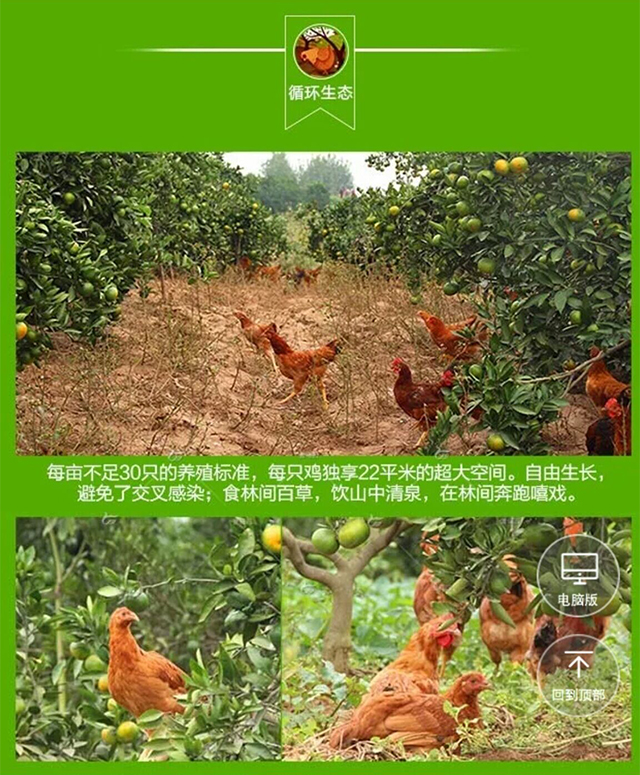 循环生态
每亩不足30只的养殖标准，每只鸡独享22平米的超大空间。自由生长，
避免了交叉感染；食林间百草，饮山中清泉，在林间奔跑嘻戏。
电脑版
回到顶部